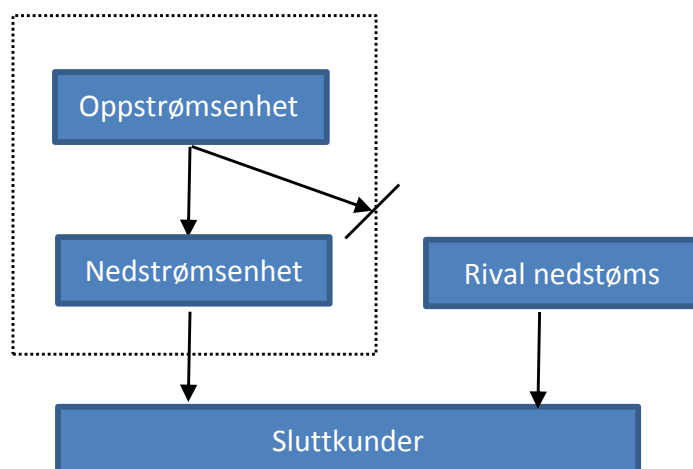 Oppstrømsenhet
Nedstrømsenhet
Rival nedstøms
Sluttkunder